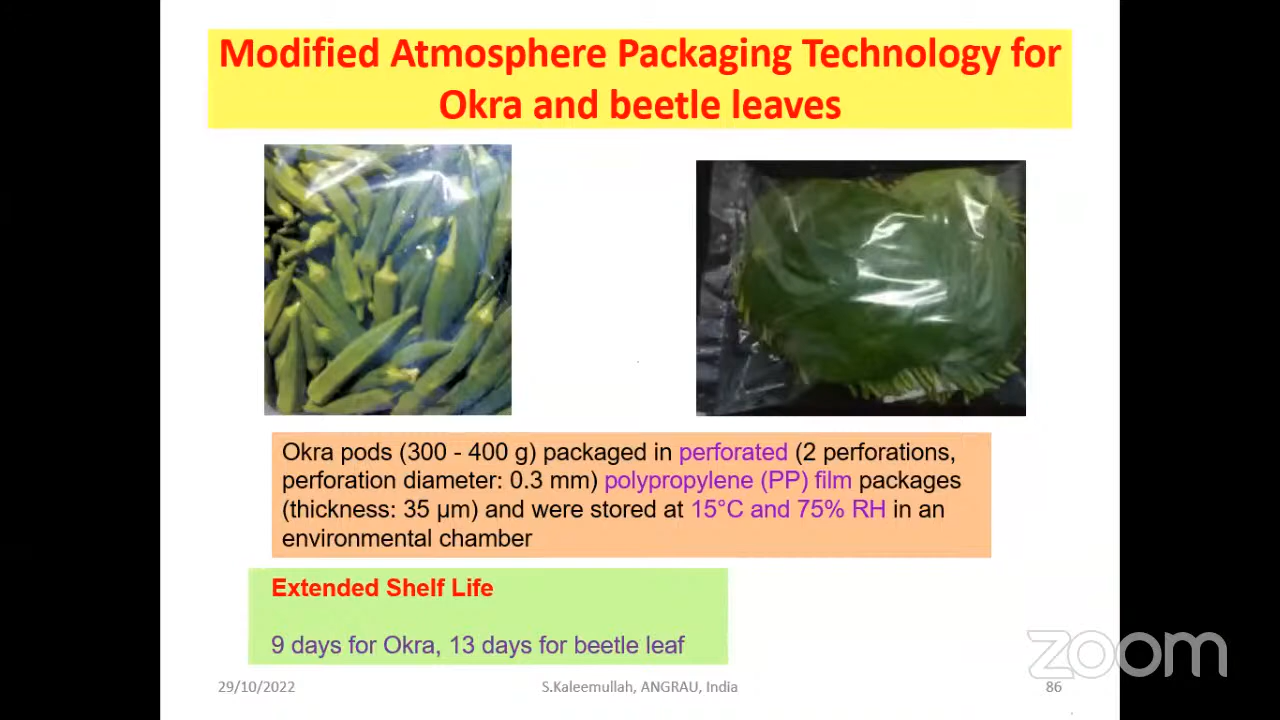 Modified Atmosphere Packaging Technology for
Okra and beetle leaves
Okra pods (300 - 400 g) packaged in perforated (2 perforations,
perforation diameter: 0.3 mm) polypropylene (PP) film packages
(thickness: 35 µm) and were stored at 15°C and 75% RH in an
environmental chamber
Extended Shelf Life
9 days for Okra, 13 days for beetle leaf
zoom
29/10/2022
S.Kaleemullah, ANGRAU, India
86